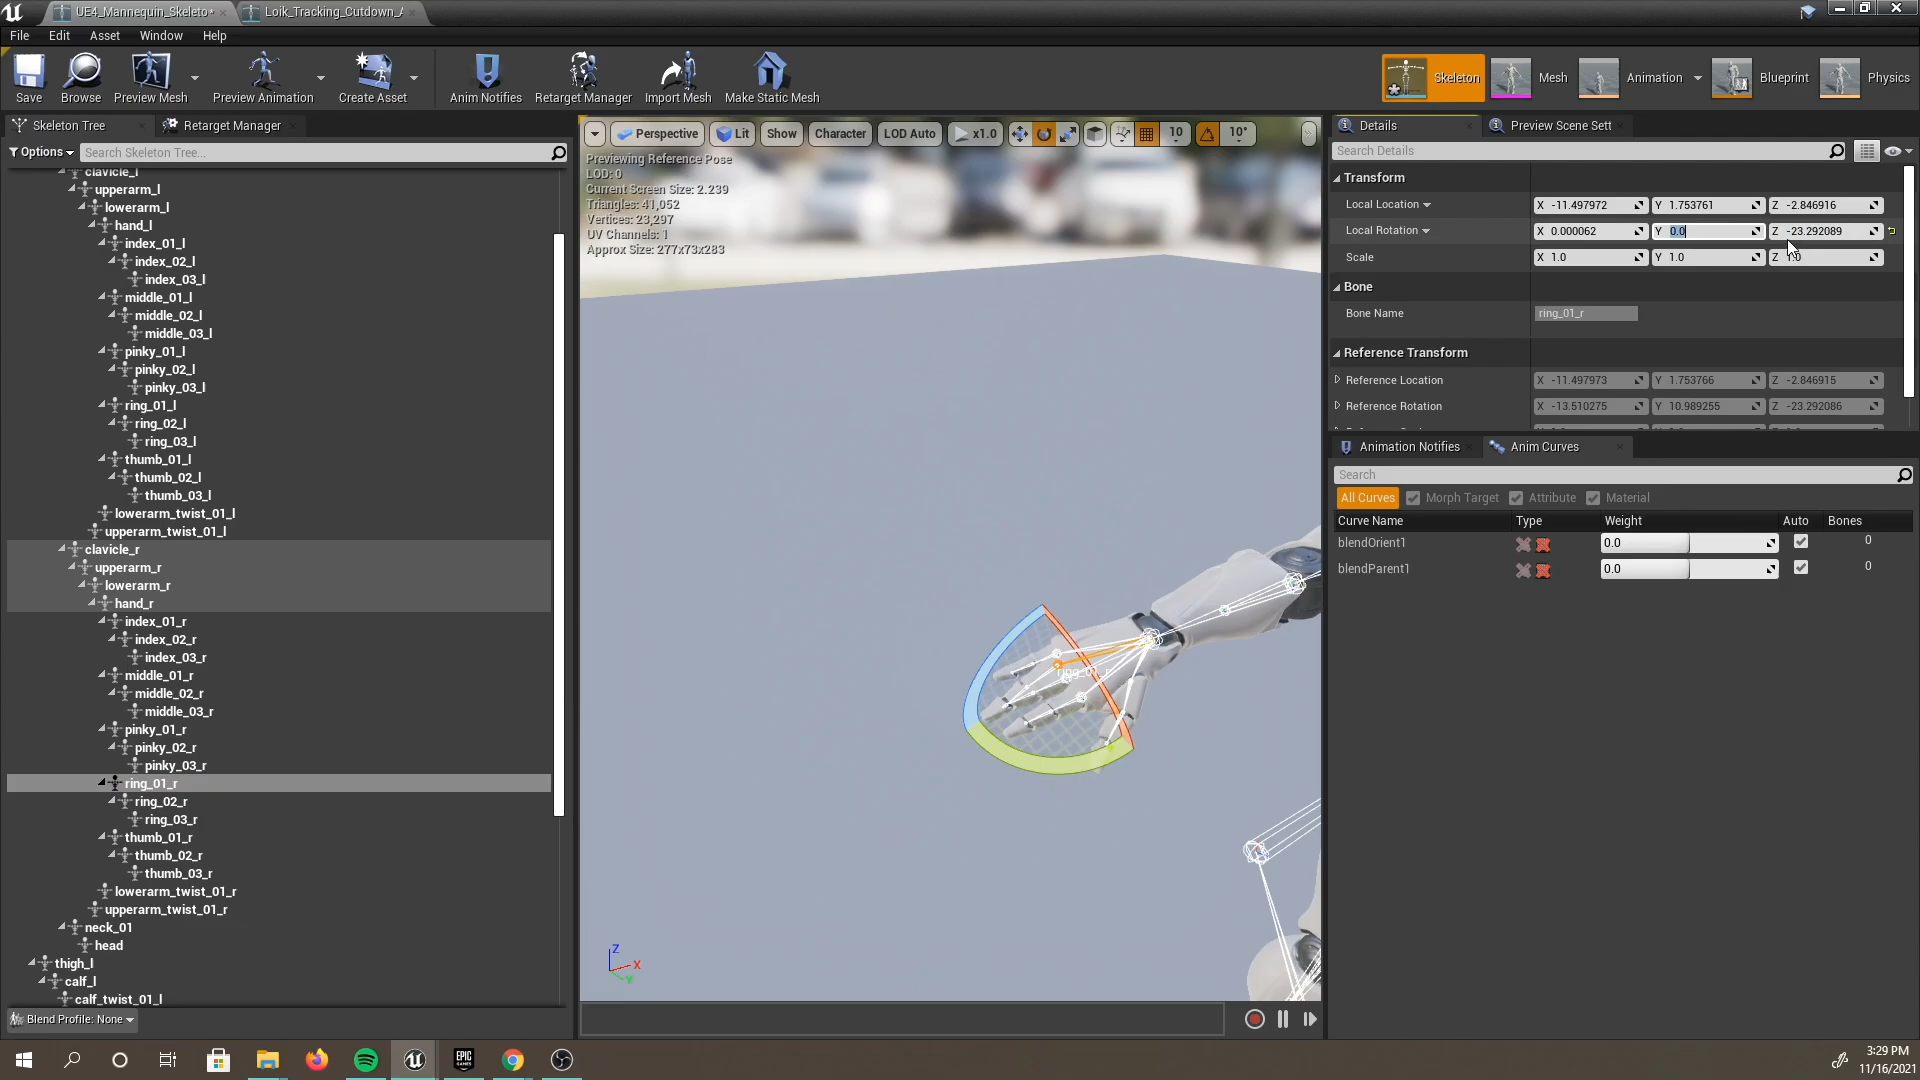 UE4_Mannequin_Skeleto*
Loik_Tracking_Cutdown_A
File Edit Asset Window Help
Save Browse Preview Mesh Preview Animation Create Asset Anim Notifies Retarget Manager Import Mesh Make Static Mesh
Skeleton Mesh Animation Blueprint Physics
Skeleton Tree Retarget Manager
Options Search Skeleton Tree...
clavicle_l
upperarm_l
lowerarm_l
hand_l
index_01_l
index_02_l
index_03_l
middle_01_l
middle_02_l
middle_03_l
pinky_01_l
pinky_02_l
pinky_03_l
ring_01_l
ring_02_l
ring_03_l
thumb_01_l
thumb_02_l
thumb_03_l
lowerarm_twist_01_l
upperarm_twist_01_l
clavicle_r
upperarm_r
lowerarm_r
hand_r
index_01_r
index_02_r
index_03_r
middle_01_r
middle_02_r
middle_03_r
pinky_01_r
pinky_02_r
pinky_03_r
ring_01_r
ring_02_r
ring_03_r
thumb_01_r
thumb_02_r
thumb_03_r
lowerarm_twist_01_r
upperarm_twist_01_r
neck_01
head
thigh_l
calf_l
calf_twist_01_l
Blend Profile: None
Perspective Lit Show Character LOD Auto x1.0 10 10°
Previewing Reference Pose
LOD: 0
Current Screen Size: 2.239
Triangles: 41,052
Vertices: 23,297
UV Channels: 1
Approx Size: 277x73x283
Z
X
Y
Details Preview Scene Sett
Search Details
Transform
Local Location X -11.497972 Y 1.753761 Z -2.846916
Local Rotation X 0.000062 Y 0.0 Z -23.292089
Scale X 1.0 Y 1.0 Z 1.0
Bone
Bone Name ring_01_r
Reference Transform
Reference Location X -11.497973 Y 1.753766 Z -2.846915
Reference Rotation X -13.510275 Y 10.989255 Z -23.292086
Animation Notifies Anim Curves
Search
All Curves Morph Target Attribute Material
Curve Name Type Weight Auto Bones
blendOrient1 0.0 0
blendParent1 0.0 0
EPIC GAMES
3:29 PM
11/16/2021